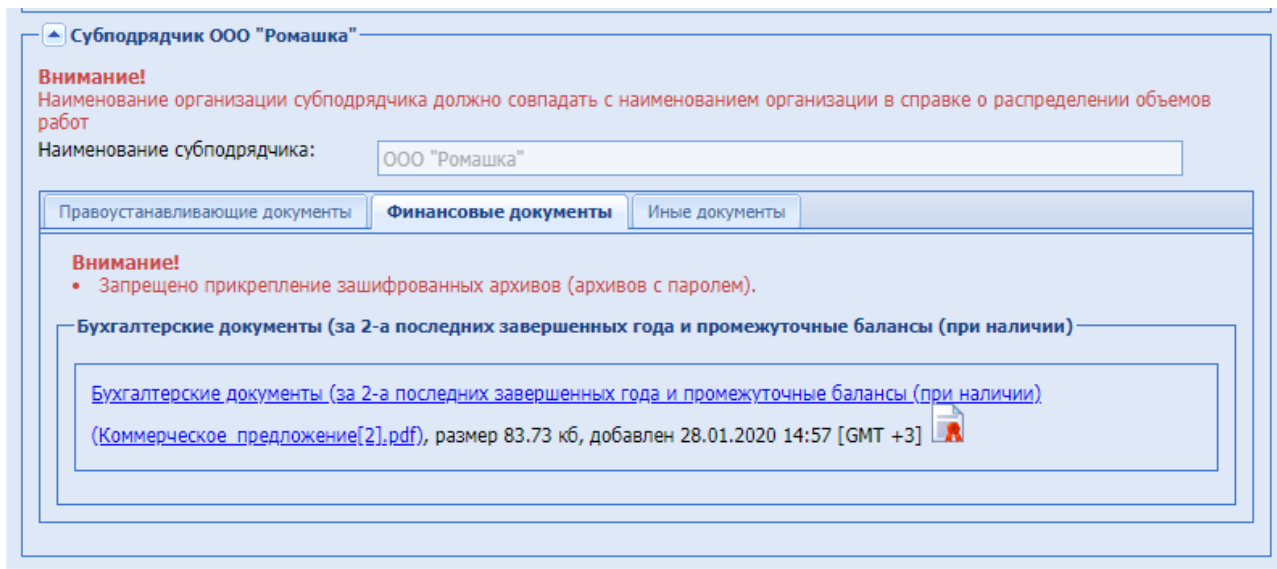 Субподрядчик ООО "Ромашка"
Внимание!
Наименование организации субподрядчика должно совпадать с наименованием организации в справке о распределении объемов
работ
Наименование субподрядчика:
ООО "Ромашка"
Правоустанавливающие документы
Финансовые документы
Иные документы
Внимание!
• Запрещено прикрепление зашифрованных архивов (архивов с паролем).
Бухгалтерские документы (за 2-а последних завершенных года и промежуточные балансы (при наличии)
Бухгалтерские документы (за 2-а последних завершенных года и промежуточные балансы (при наличии)
(Коммерческое_предложение[2].pdf), размер 83.73 кб, добавлен 28.01.2020 14:57 [GMT +3]